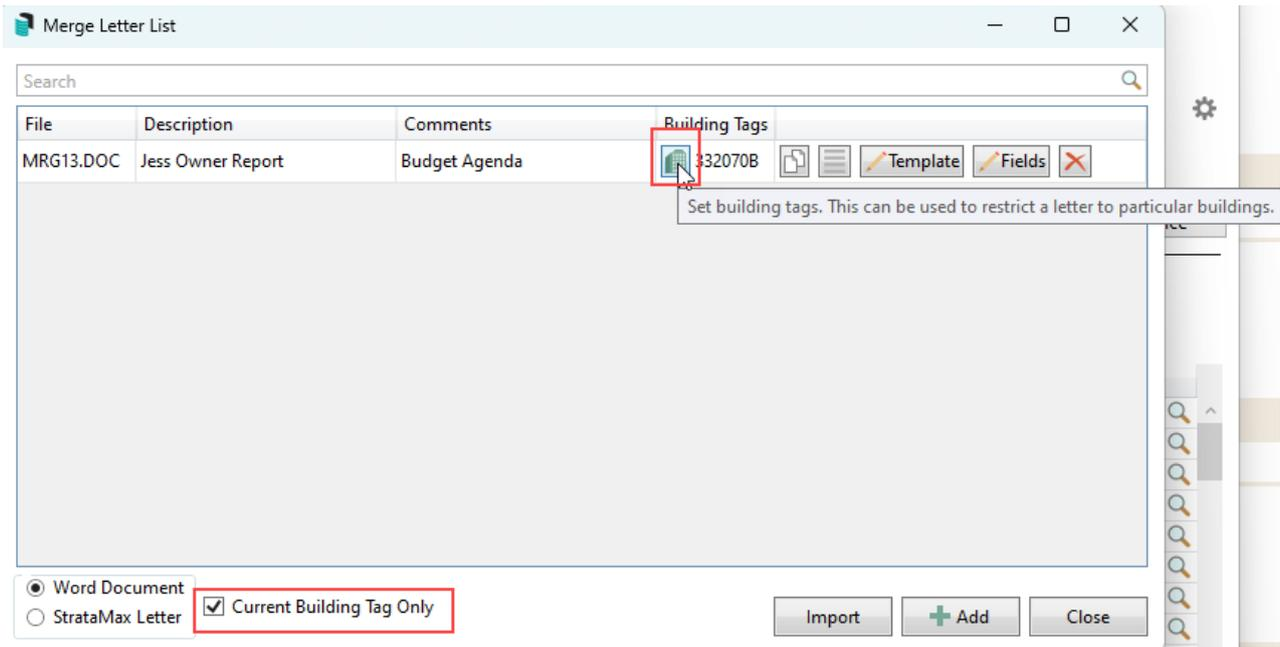 Merge Letter List
Search
File Description Comments Building Tags
MRG13.DOC Jess Owner Report Budget Agenda 332070B Template Fields
Set building tags. This can be used to restrict a letter to particular buildings.
Word Document
StrataMax Letter
Current Building Tag Only
Import Add Close